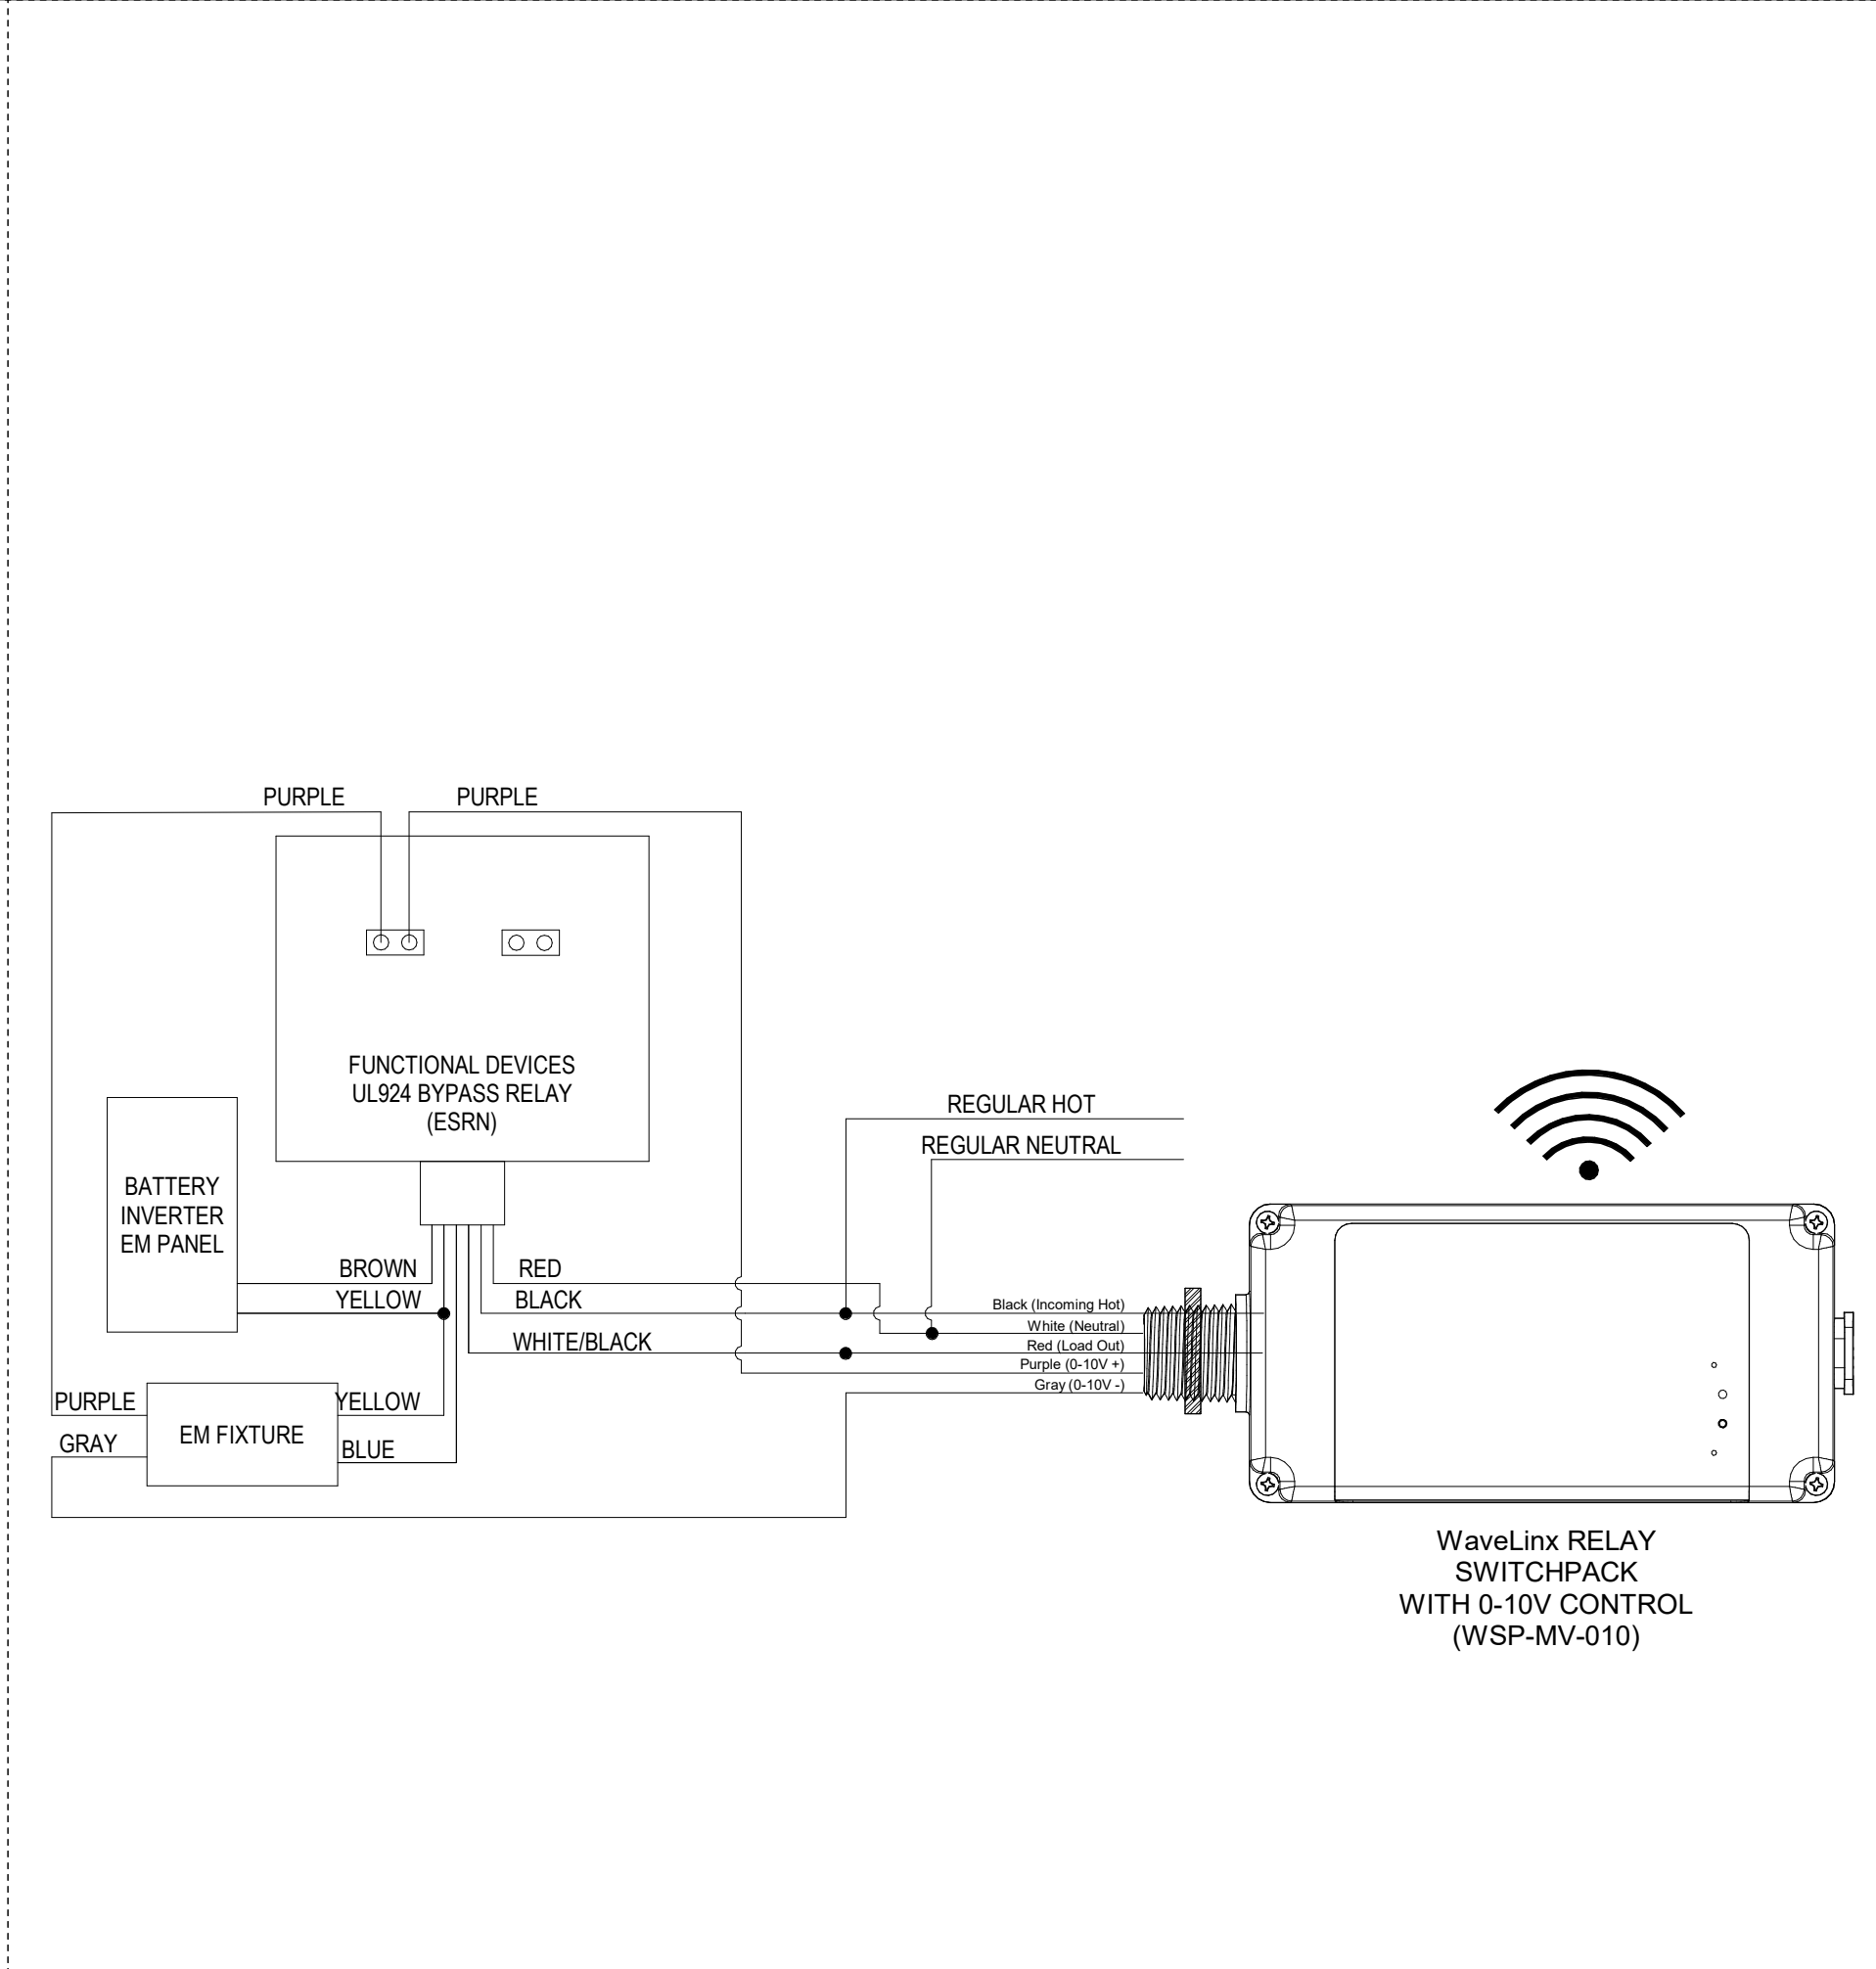 PURPLE
PURPLE
FUNCTIONAL DEVICES
UL924 BYPASS RELAY
(ESRN)
REGULAR HOT
REGULAR NEUTRAL
BATTERY
INVERTER
EM PANEL
BROWN
RED
YELLOW
BLACK
WHITE/BLACK
Black (Incoming Hot)
White (Neutral)
Red (Load Out)
Purple (0-10V +)
Gray (0-10V -)
PURPLE
YELLOW
EM FIXTURE
GRAY
BLUE
WaveLinx RELAY
SWITCHPACK
WITH 0-10V CONTROL
(WSP-MV-010)